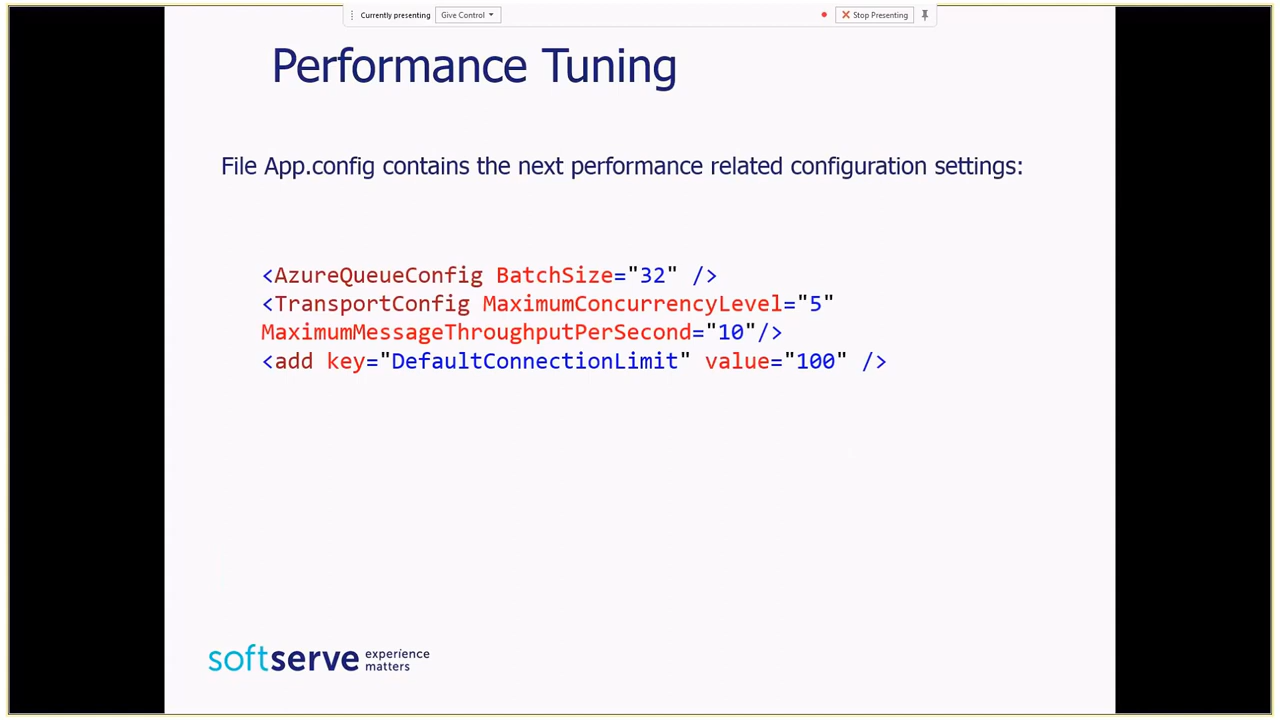 Currently presenting Give Control Stop Presenting
Performance Tuning
File App.config contains the next performance related configuration settings:
<AzureQueueConfig BatchSize="32" />
<TransportConfig MaximumConcurrencyLevel="5"
MaximumMessageThroughputPerSecond="10"/>
<add key="DefaultConnectionLimit" value="100" />
softserve experience
matters